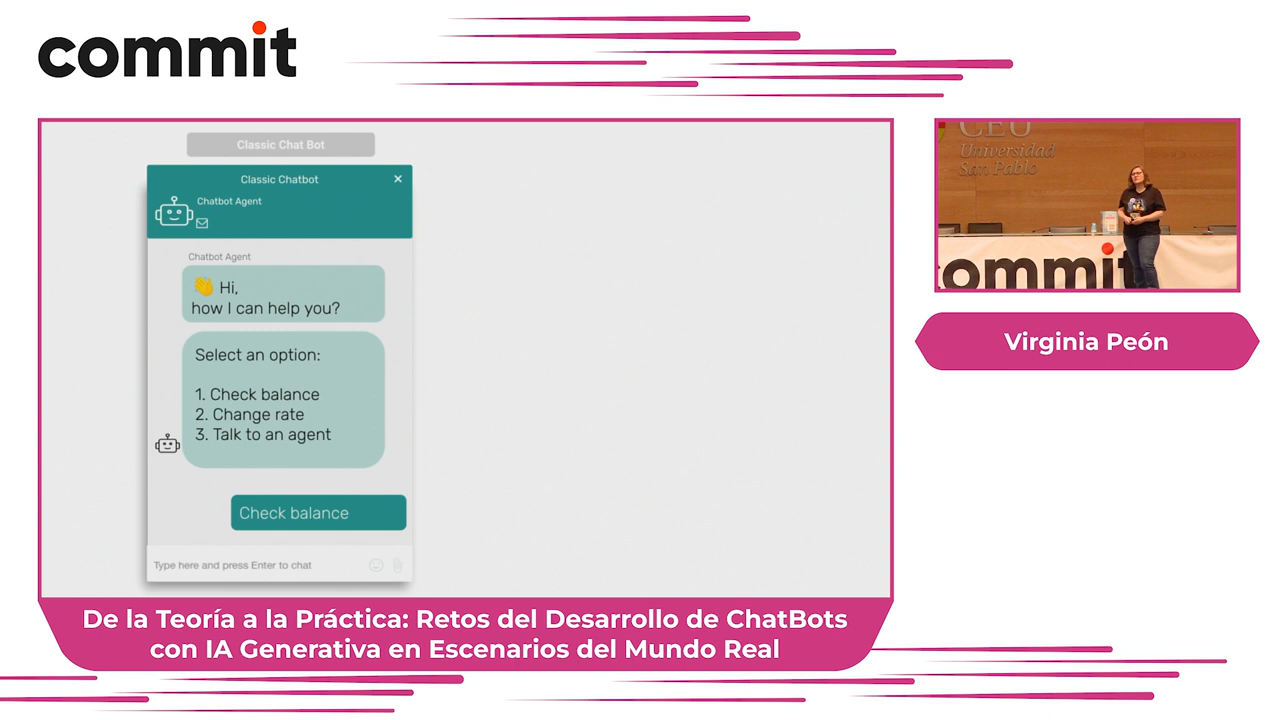 commit
Classic Chat Bot
Classic Chatbot
×
Chatbot Agent
Chatbot Agent
👋 Hi,
how I can help you?
Select an option:
1. Check balance
2. Change rate
3. Talk to an agent
Check balance
Type here and press Enter to chat
CEU
Universidad
San Pablo
commit
Virginia Peón
De la Teoría a la Práctica: Retos del Desarrollo de ChatBots
con IA Generativa en Escenarios del Mundo Real